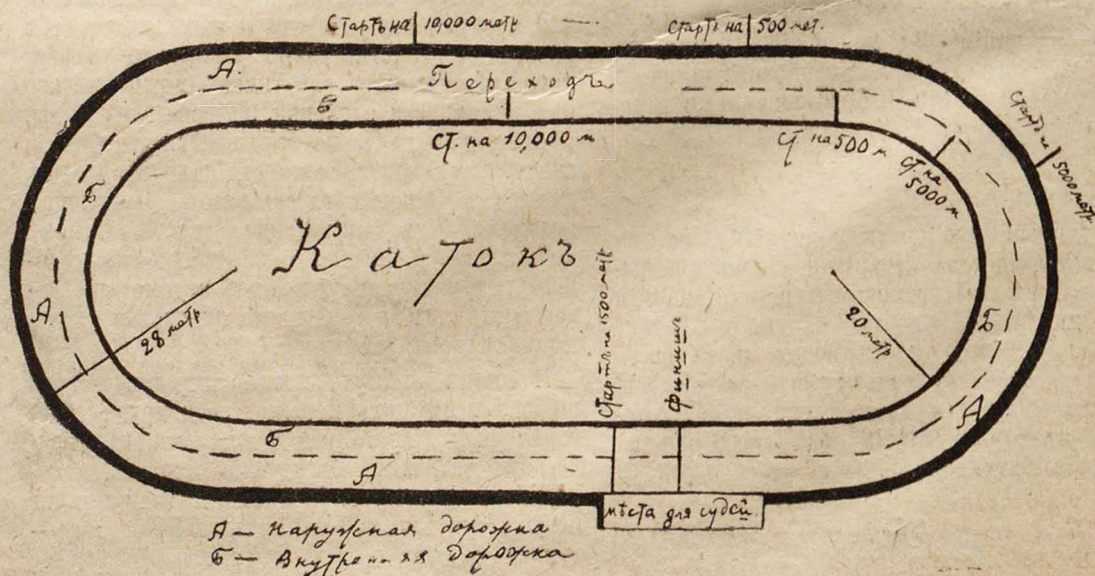 Стартъ на 10,000 метр
Стартъ на 500 мет.
А.
Переходъ
Б
Стартъ на 5000 метр
Ст. на 10,000 м
Ст на 500 м
Ст. на 5000 м
Б
Катокъ
А
28 метр
Стартъ на 1500 метр
Финишъ
20 метр
Б
А
Б
А
мѣста для судей
А — Наружная дорожка
Б — Внутренняя дорожка